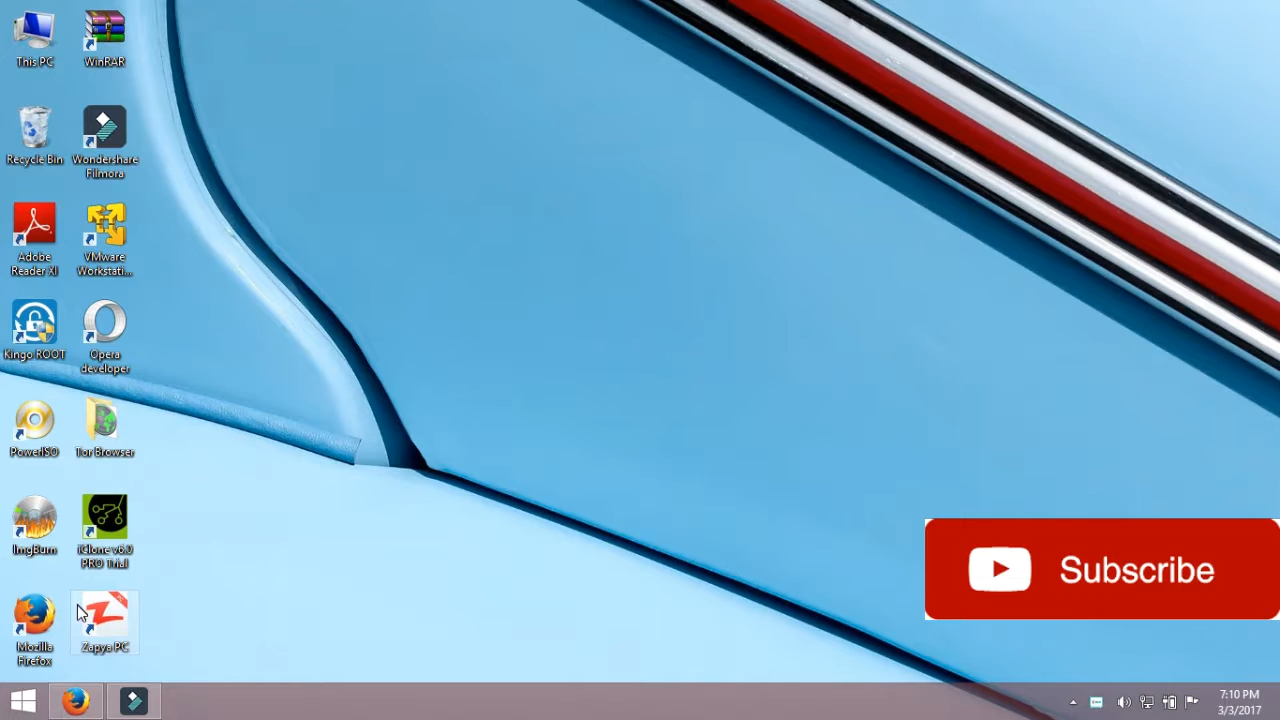 This PC
WinRAR
Recycle Bin
Wondershare
Filmora
Adobe
Reader XI
VMware
Workstati...
Kingo ROOT
Opera
developer
PowerISO
Tor Browser
ImgBurn
iClone v6.0
PRO Trial
Mozilla
Firefox
Zapya PC
Subscribe
7:10 PM
3/3/2017